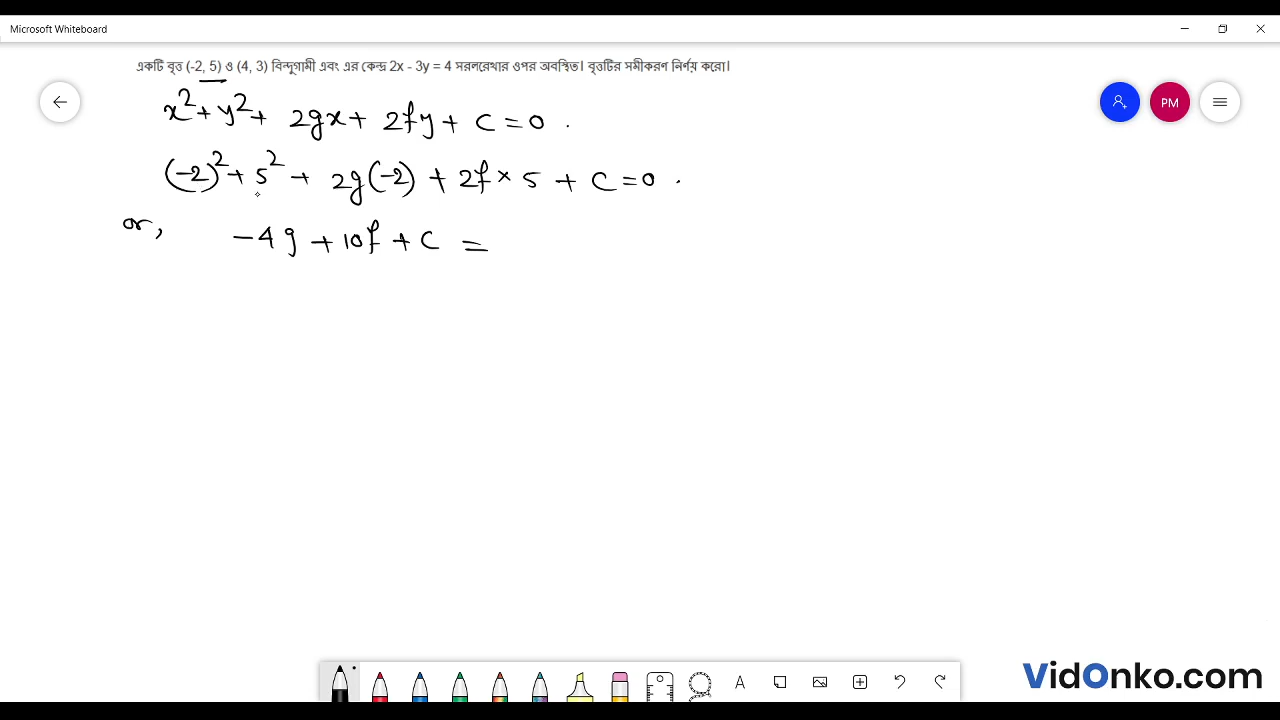 Microsoft Whiteboard
একটি বৃত্ত (-2, 5) ও (4, 3) বিন্দুগামী এবং এর কেন্দ্র 2x - 3y = 4 সরলরেখার ওপর অবস্থিত। বৃত্তটির সমীকরণ নির্ণয় করো।
x² + y² + 2gx + 2fy + c = 0 .
(-2)² + 5² + 2g(-2) + 2f × 5 + c = 0 .
or, -4g + 10f + c =
PM
A
VidOnko.com